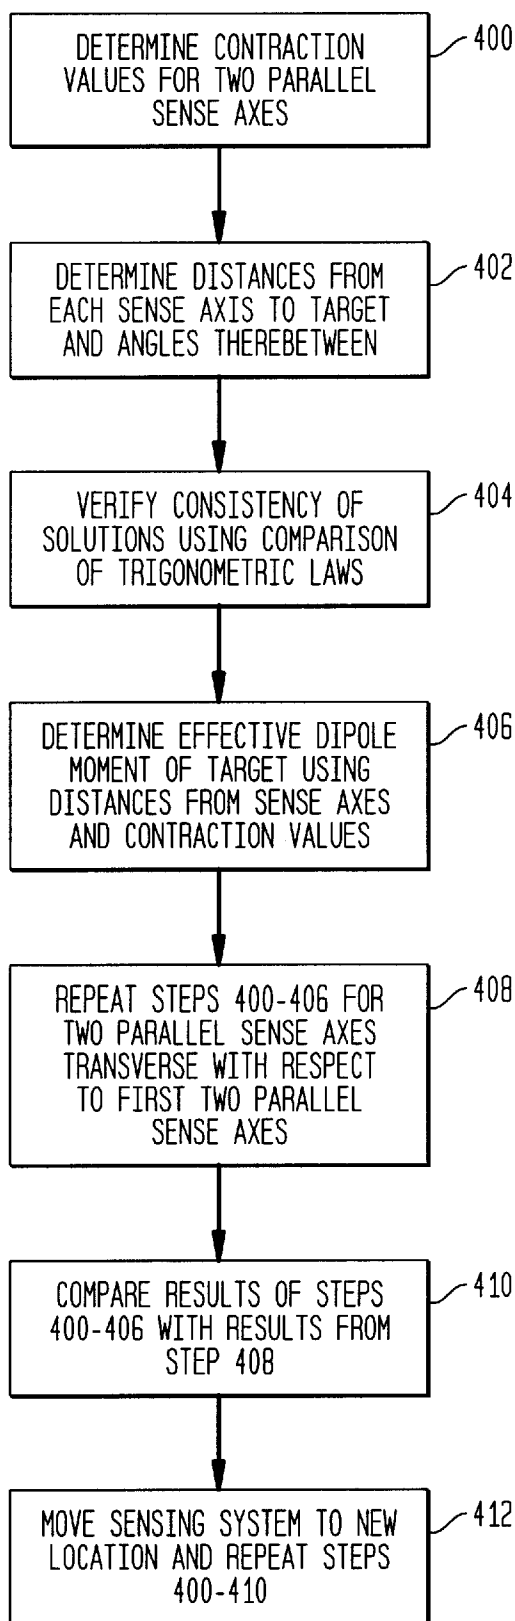 DETERMINE CONTRACTION
VALUES FOR TWO PARALLEL
SENSE AXES
400
DETERMINE DISTANCES FROM
EACH SENSE AXIS TO TARGET
AND ANGLES THEREBETWEEN
402
VERIFY CONSISTENCY OF
SOLUTIONS USING COMPARISON
OF TRIGONOMETRIC LAWS
404
DETERMINE EFFECTIVE DIPOLE
MOMENT OF TARGET USING
DISTANCES FROM SENSE AXES
AND CONTRACTION VALUES
406
REPEAT STEPS 400-406 FOR
TWO PARALLEL SENSE AXES
TRANSVERSE WITH RESPECT
TO FIRST TWO PARALLEL
SENSE AXES
408
COMPARE RESULTS OF STEPS
400-406 WITH RESULTS FROM
STEP 408
410
MOVE SENSING SYSTEM TO NEW
LOCATION AND REPEAT STEPS
400-410
412